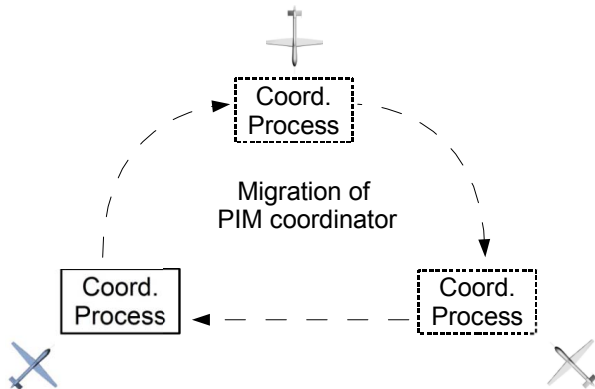 Coord.
Process
Migration of
PIM coordinator
Coord.
Process
Coord.
Process